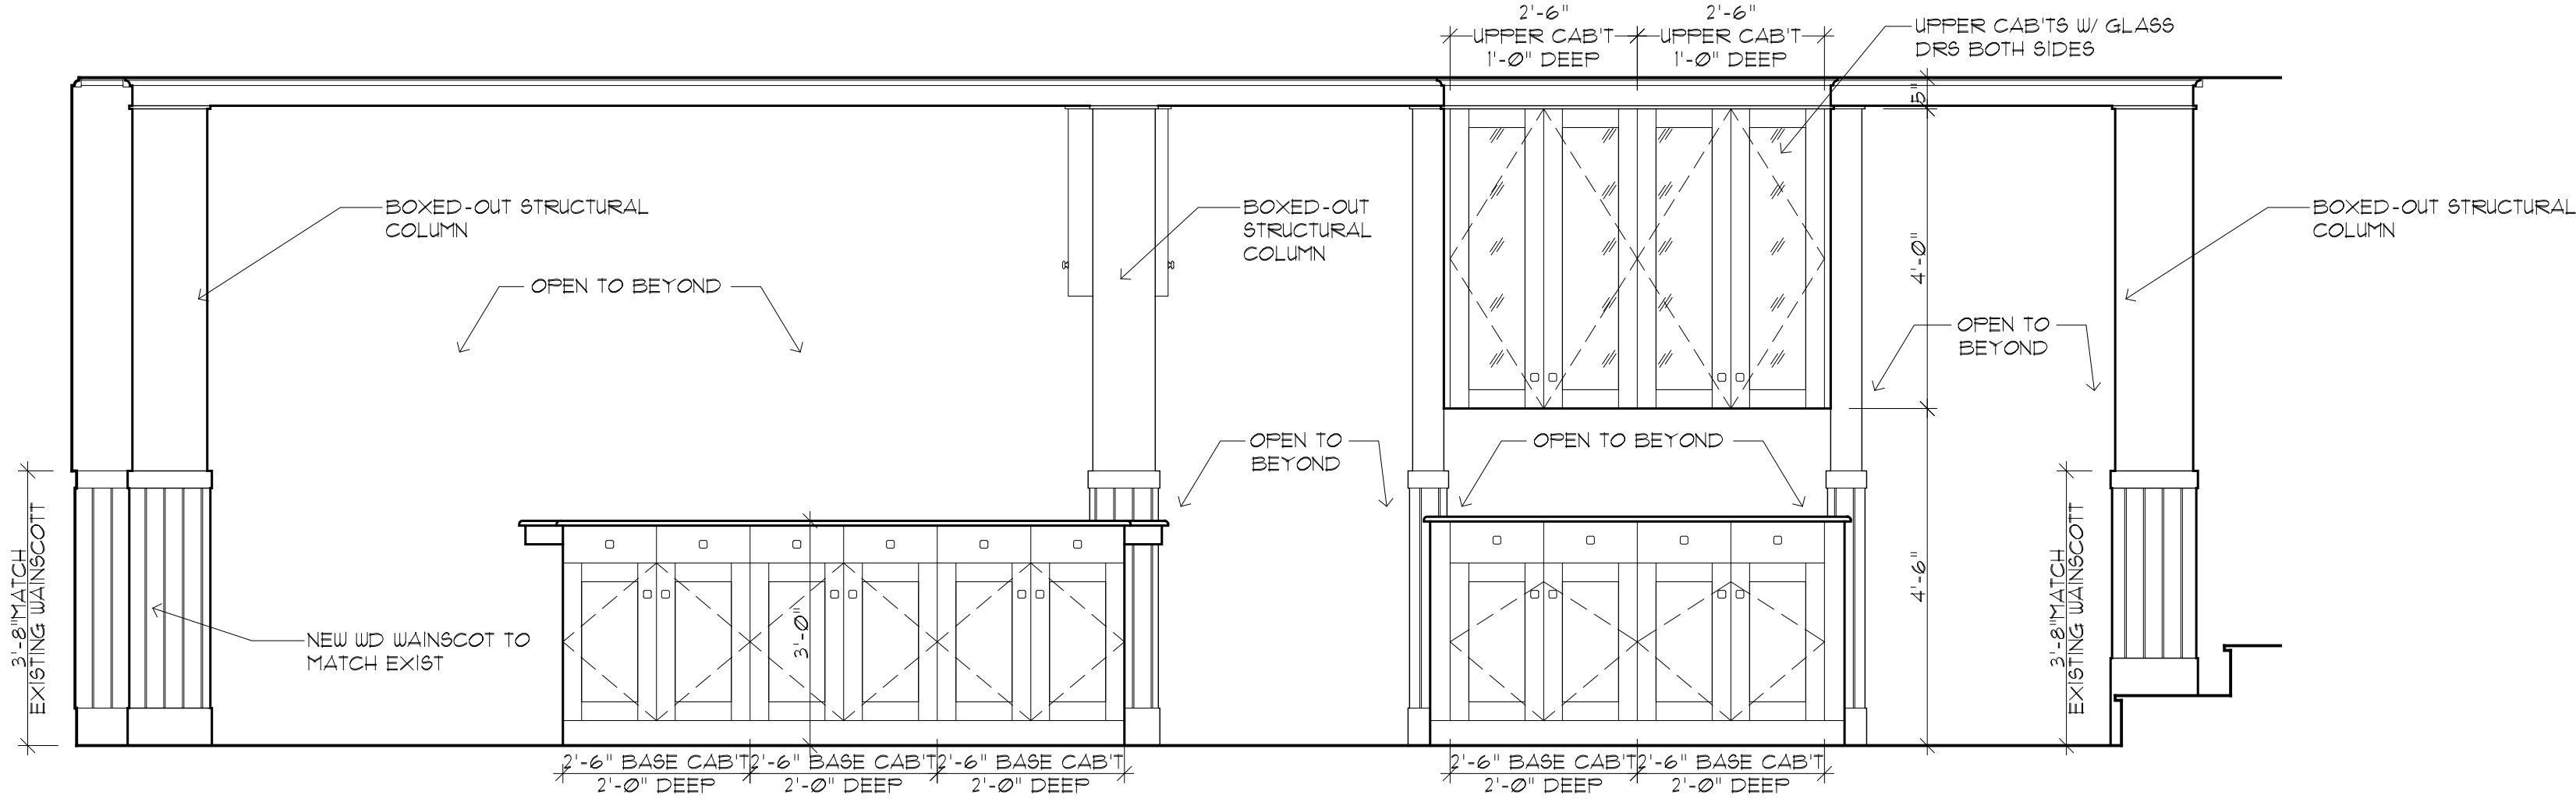 2'-6"
UPPER CAB'T
1'-0" DEEP
2'-6"
UPPER CAB'T
1'-0" DEEP
UPPER CAB'TS W/ GLASS
DRS BOTH SIDES
5"
BOXED-OUT STRUCTURAL
COLUMN
BOXED-OUT
STRUCTURAL
COLUMN
BOXED-OUT STRUCTURAL
COLUMN
4'-0"
OPEN TO BEYOND
OPEN TO
BEYOND
OPEN TO
BEYOND
OPEN TO BEYOND
3'-8" MATCH
EXISTING WAINSCOTT
NEW WD WAINSCOT TO
MATCH EXIST
3'-0"
4'-6"
3'-8" MATCH
EXISTING WAINSCOTT
2'-6" BASE CAB'T
2'-0" DEEP
2'-6" BASE CAB'T
2'-0" DEEP
2'-6" BASE CAB'T
2'-0" DEEP
2'-6" BASE CAB'T
2'-0" DEEP
2'-6" BASE CAB'T
2'-0" DEEP